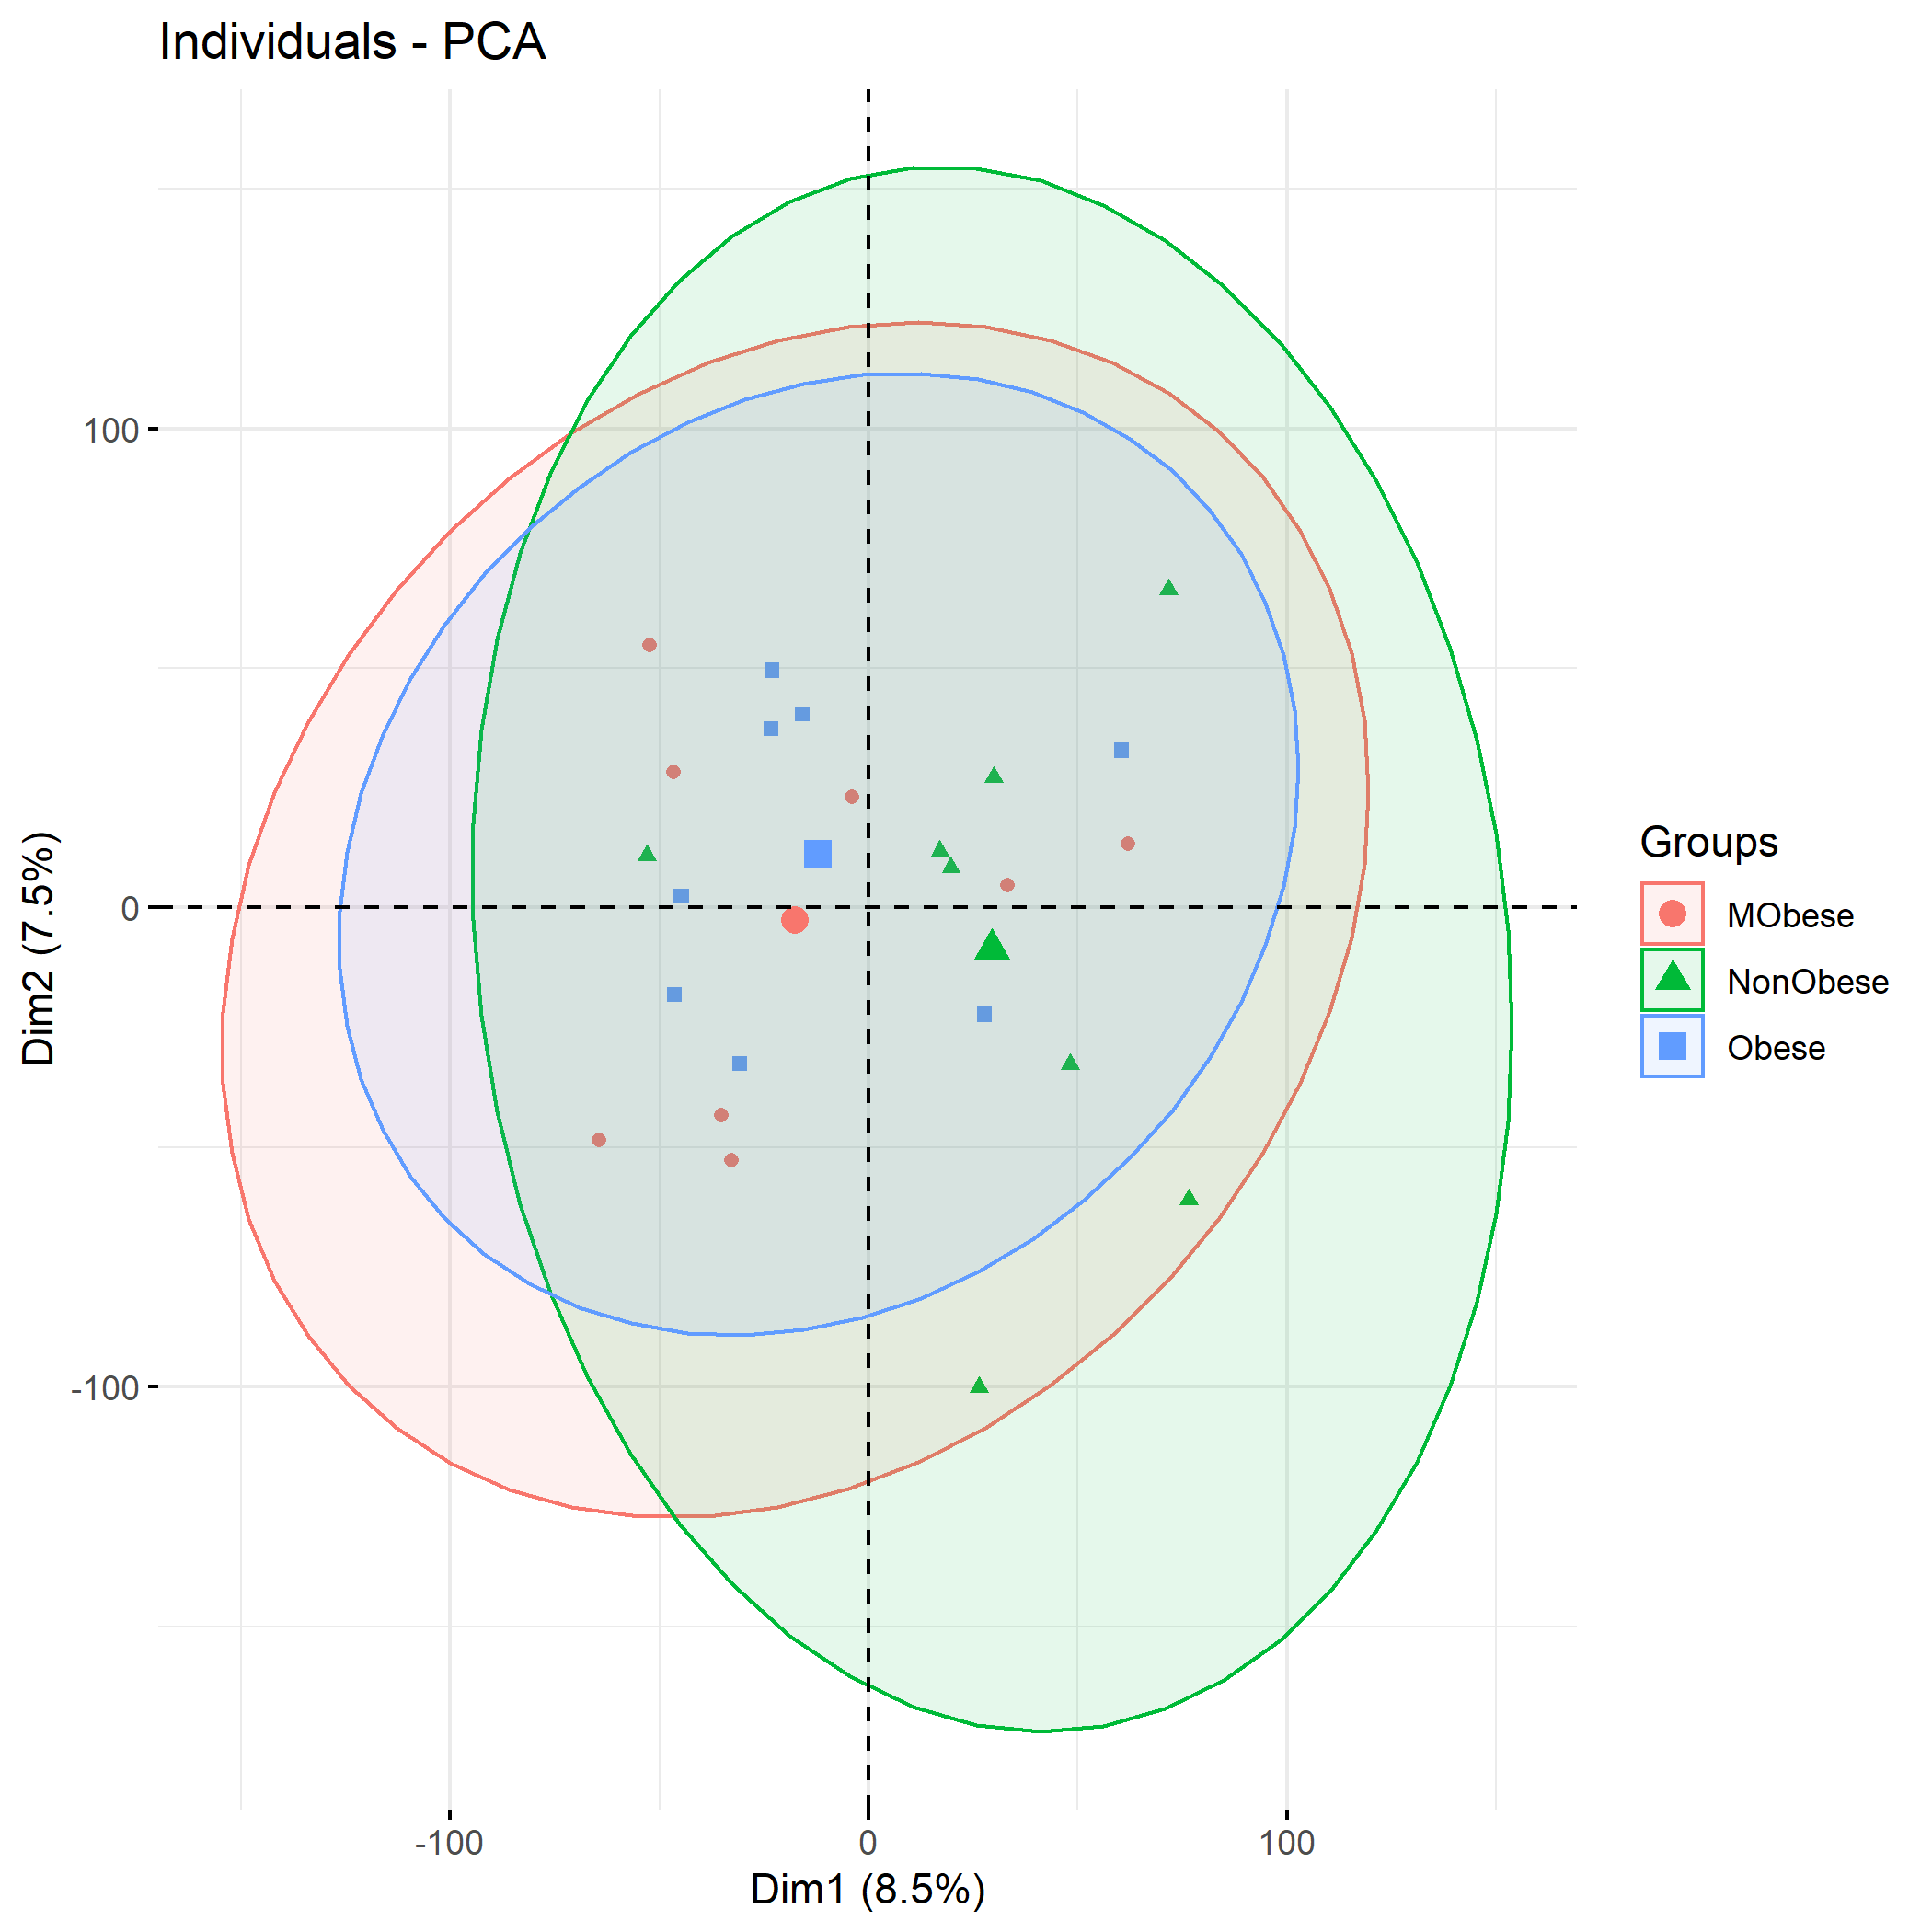 Individuals - PCA
100
0
-100
Dim2 (7.5%)
-100
0
100
Dim1 (8.5%)
Groups
MObese
NonObese
Obese